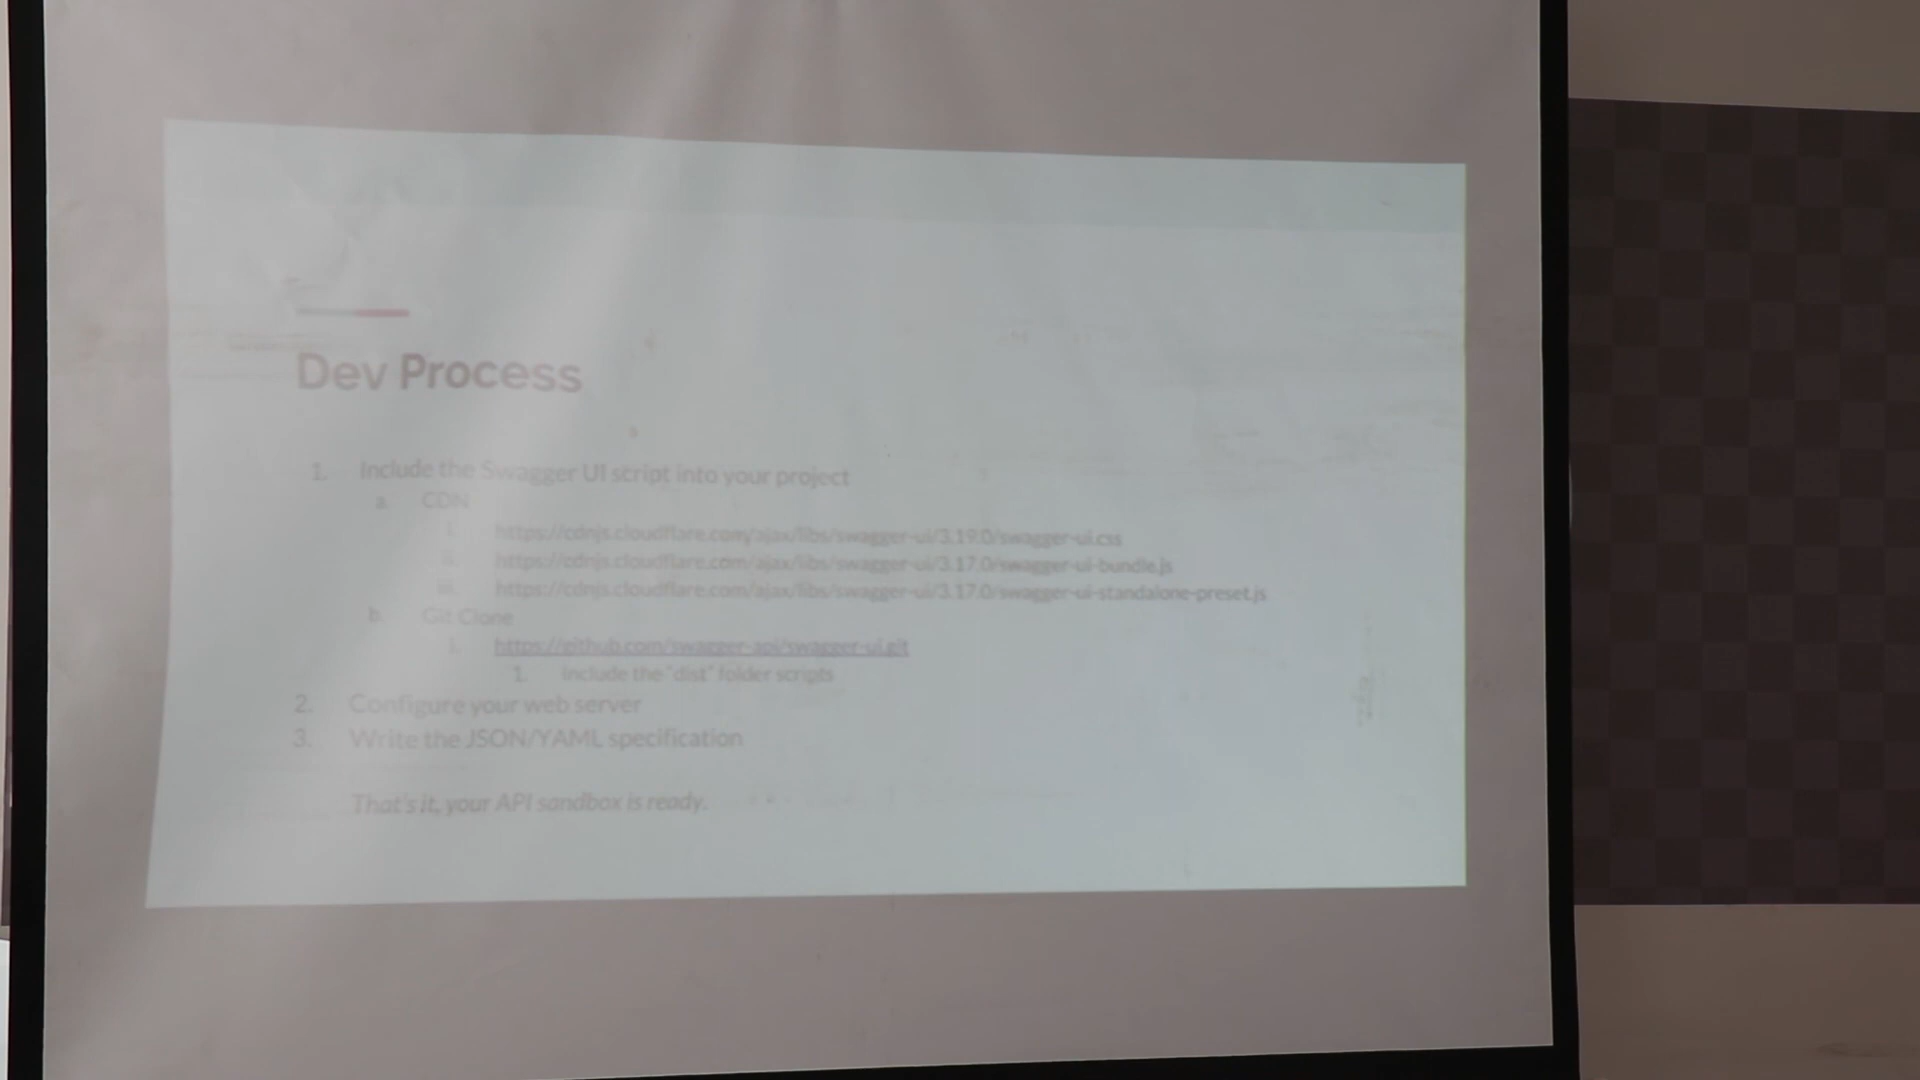 Dev Process
1. Include the Swagger UI script into your project
a. CDN
i. https://cdnjs.cloudflare.com/ajax/libs/swagger-ui/3.19.0/swagger-ui.css
ii. https://cdnjs.cloudflare.com/ajax/libs/swagger-ui/3.17.0/swagger-ui-bundle.js
iii. https://cdnjs.cloudflare.com/ajax/libs/swagger-ui/3.17.0/swagger-ui-standalone-preset.js
b. Git Clone
i. https://github.com/swagger-api/swagger-ui.git
1. Include the "dist" folder scripts
2. Configure your web server
3. Write the JSON/YAML specification
That's it, your API sandbox is ready.